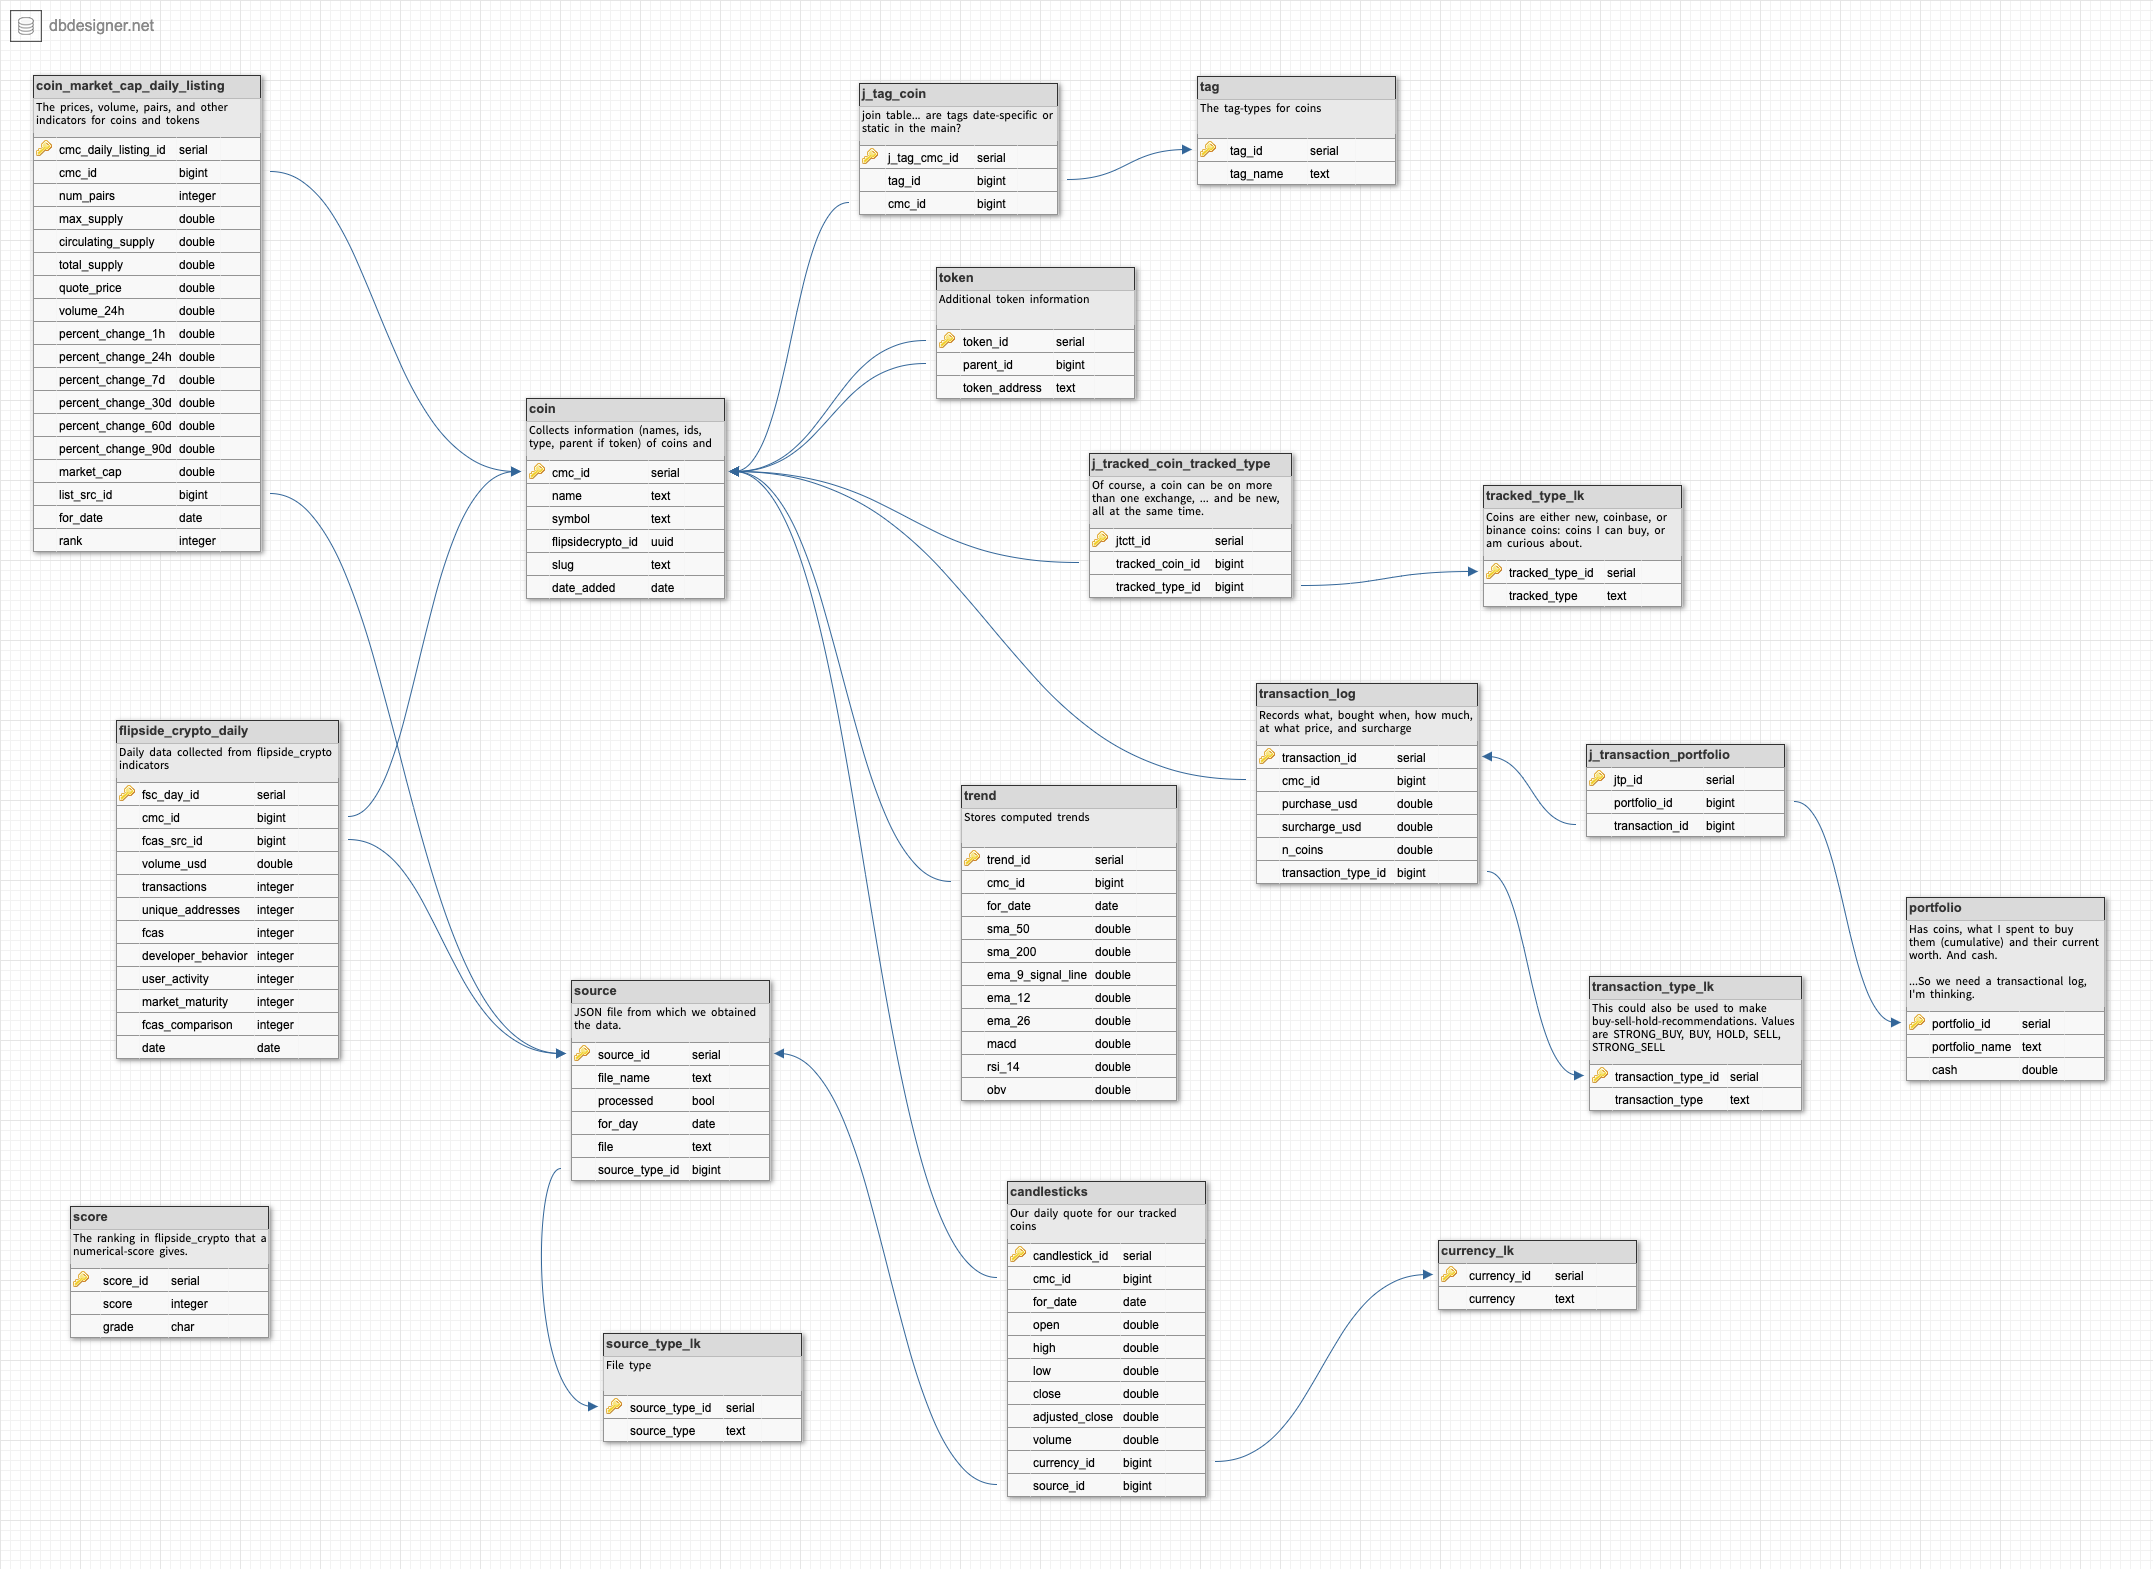 dbdesigner.net
coin_market_cap_daily_listing
The prices, volume, pairs, and other
indicators for coins and tokens
cmc_daily_listing_id serial
cmc_id bigint
num_pairs integer
max_supply double
circulating_supply double
total_supply double
quote_price double
volume_24h double
percent_change_1h double
percent_change_24h double
percent_change_7d double
percent_change_30d double
percent_change_60d double
percent_change_90d double
market_cap double
list_src_id bigint
for_date date
rank integer
j_tag_coin
join table... are tags date-specific or
static in the main?
j_tag_cmc_id serial
tag_id bigint
cmc_id bigint
tag
The tag-types for coins
tag_id serial
tag_name text
token
Additional token information
token_id serial
parent_id bigint
token_address text
coin
Collects information (names, ids,
type, parent if token) of coins and
cmc_id serial
name text
symbol text
flipsidecrypto_id uuid
slug text
date_added date
j_tracked_coin_tracked_type
Of course, a coin can be on more
than one exchange, ... and be new,
all at the same time.
jtctt_id serial
tracked_coin_id bigint
tracked_type_id bigint
tracked_type_lk
Coins are either new, coinbase, or
binance coins: coins I can buy, or
am curious about.
tracked_type_id serial
tracked_type text
flipside_crypto_daily
Daily data collected from flipside_crypto
indicators
fsc_day_id serial
cmc_id bigint
fcas_src_id bigint
volume_usd double
transactions integer
unique_addresses integer
fcas integer
developer_behavior integer
user_activity integer
market_maturity integer
fcas_comparison integer
date date
transaction_log
Records what, bought when, how much,
at what price, and surcharge
transaction_id serial
cmc_id bigint
purchase_usd double
surcharge_usd double
n_coins double
transaction_type_id bigint
j_transaction_portfolio
jtp_id serial
portfolio_id bigint
transaction_id bigint
trend
Stores computed trends
trend_id serial
cmc_id bigint
for_date date
sma_50 double
sma_200 double
ema_9_signal_line double
ema_12 double
ema_26 double
macd double
rsi_14 double
obv double
portfolio
Has coins, what I spent to buy
them (cumulative) and their current
worth. And cash.
...So we need a transactional log,
I'm thinking.
portfolio_id serial
portfolio_name text
cash double
transaction_type_lk
This could also be used to make
buy-sell-hold-recommendations. Values
are STRONG_BUY, BUY, HOLD, SELL,
STRONG_SELL
transaction_type_id serial
transaction_type text
source
JSON file from which we obtained
the data.
source_id serial
file_name text
processed bool
for_day date
file text
source_type_id bigint
score
The ranking in flipside_crypto that a
numerical-score gives.
score_id serial
score integer
grade char
candlesticks
Our daily quote for our tracked
coins
candlestick_id serial
cmc_id bigint
for_date date
open double
high double
low double
close double
adjusted_close double
volume double
currency_id bigint
source_id bigint
currency_lk
currency_id serial
currency text
source_type_lk
File type
source_type_id serial
source_type text